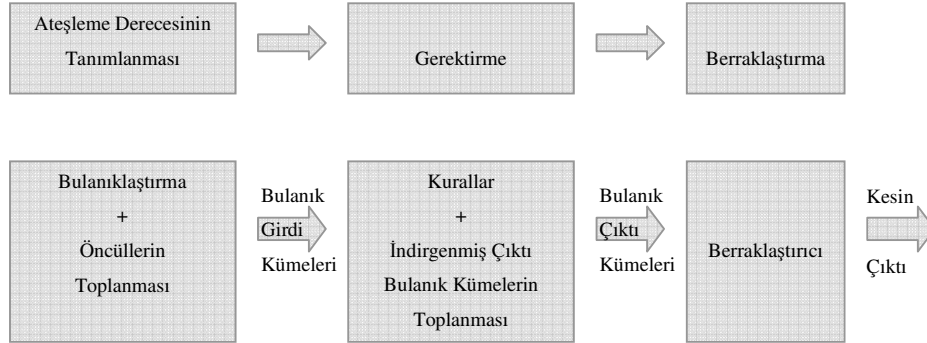 Ateşleme Derecesinin
Tanımlanması
Gerektirme
Berraklaştırma
Bulanıklaştırma
+
Öncüllerin
Toplanması
Bulanık
Girdi
Kümeleri
Kurallar
+
İndirgenmiş Çıktı
Bulanık Kümelerin
Toplanması
Bulanık
Çıktı
Kümeleri
Berraklaştırıcı
Kesin
Çıktı